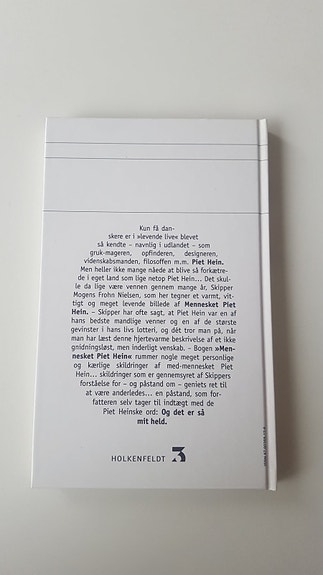 Kun få dan-
skere er i »levende live« blevet
så kendte – navnlig i udlandet – som
gruk-mageren, opfinderen, designeren,
videnskabsmanden, filosoffen m.m. Piet Hein.
Men heller ikke mange nåede at blive så forkætre-
de i eget land som lige netop Piet Hein... Det skul-
le da lige være vennen gennem mange år, Skipper
Mogens Frohn Nielsen, som her tegner et varmt, vit-
tigt og meget levende billede af Mennesket Piet
Hein. – Skipper har ofte sagt, at Piet Hein var en af
hans bedste mandlige venner og en af de største
gevinster i hans livs lotteri, og dét tror man på, når
man har læst denne hjertevarme beskrivelse af et ikke
gnidningsløst, men inderligt venskab. – Bogen »Men-
nesket Piet Hein« rummer nogle meget personlige
og kærlige skildringer af med-mennesket Piet
Hein... skildringer som er gennemsyret af Skippers
forståelse for – og påstand om – geniets ret til
at være anderledes... en påstand, som for-
fatteren selv tager til indtægt med de
Piet Heinske ord: Og det er så
mit held.
HOLKENFELDT 3